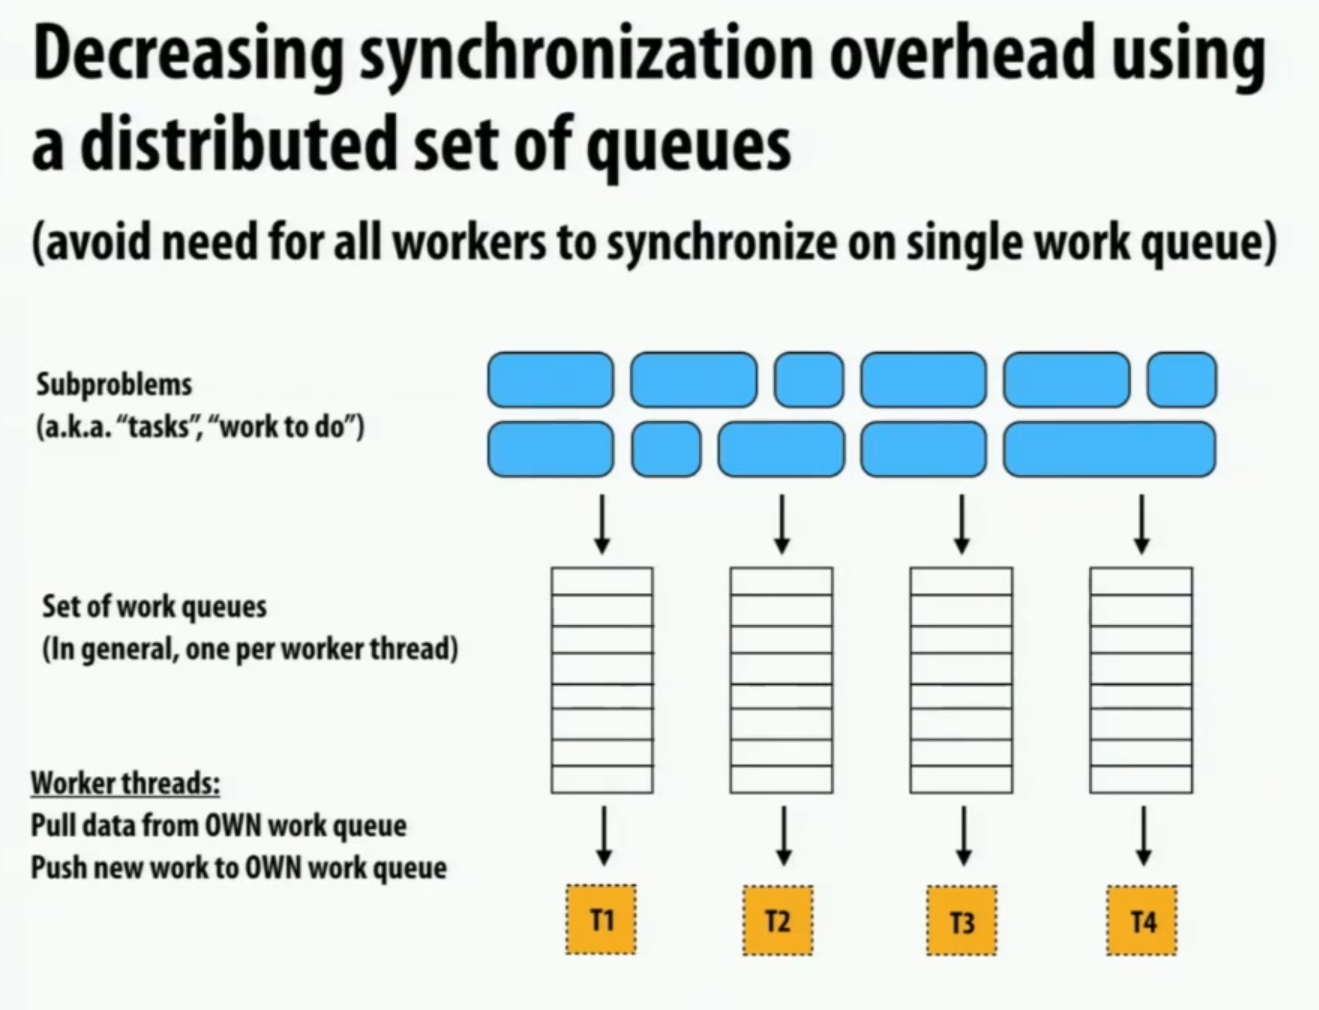 Decreasing synchronization overhead using
a distributed set of queues
(avoid need for all workers to synchronize on single work queue)
Subproblems
(a.k.a. “tasks”, “work to do”)
Set of work queues
(In general, one per worker thread)
Worker threads:
Pull data from OWN work queue
Push new work to OWN work queue
T1
T2
T3
T4